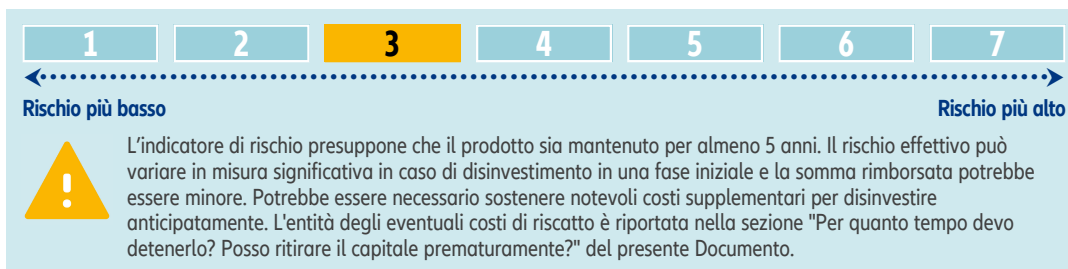 1 2 3 4 5 6 7
Rischio più basso Rischio più alto
L’indicatore di rischio presuppone che il prodotto sia mantenuto per almeno 5 anni. Il rischio effettivo può
variare in misura significativa in caso di disinvestimento in una fase iniziale e la somma rimborsata potrebbe
essere minore. Potrebbe essere necessario sostenere notevoli costi supplementari per disinvestire
anticipatamente. L'entità degli eventuali costi di riscatto è riportata nella sezione "Per quanto tempo devo
detenerlo? Posso ritirare il capitale prematuramente?" del presente Documento.